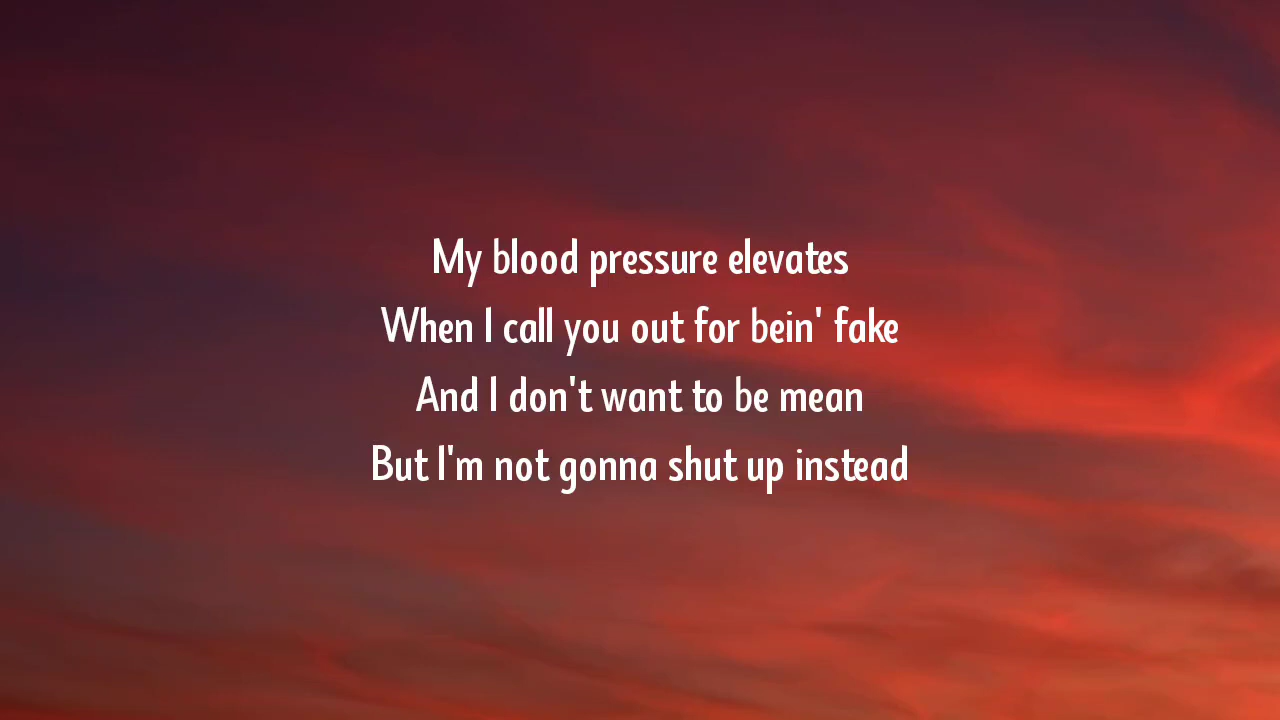 My blood pressure elevates
When I call you out for bein' fake
And I don't want to be mean
But I'm not gonna shut up instead